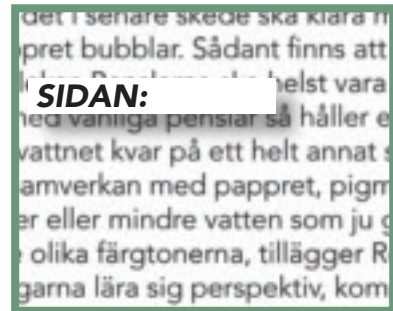 det i senare skede ska klara
pret bubblar. Sådant finns att
helst vara
SIDAN:
med vanliga penslar så håller
vattnet kvar på ett helt annat
amverkan med pappret, pigm
er eller mindre vatten som ju
olika färgtonerna, tillägger R
garna lära sig perspektiv, kom